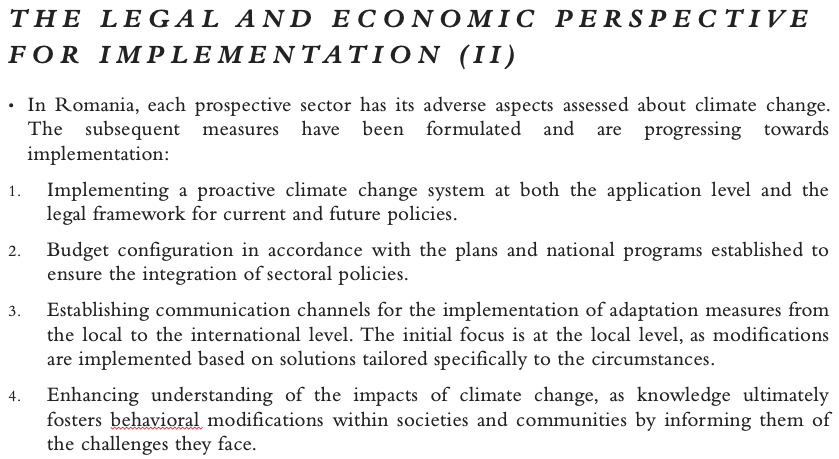 THE LEGAL AND ECONOMIC PERSPECTIVE
FOR IMPLEMENTATION (II)
• In Romania, each prospective sector has its adverse aspects assessed about climate change.
The subsequent measures have been formulated and are progressing towards
implementation:
1. Implementing a proactive climate change system at both the application level and the
legal framework for current and future policies.
2. Budget configuration in accordance with the plans and national programs established to
ensure the integration of sectoral policies.
3. Establishing communication channels for the implementation of adaptation measures from
the local to the international level. The initial focus is at the local level, as modifications
are implemented based on solutions tailored specifically to the circumstances.
4. Enhancing understanding of the impacts of climate change, as knowledge ultimately
fosters behavioral modifications within societies and communities by informing them of
the challenges they face.